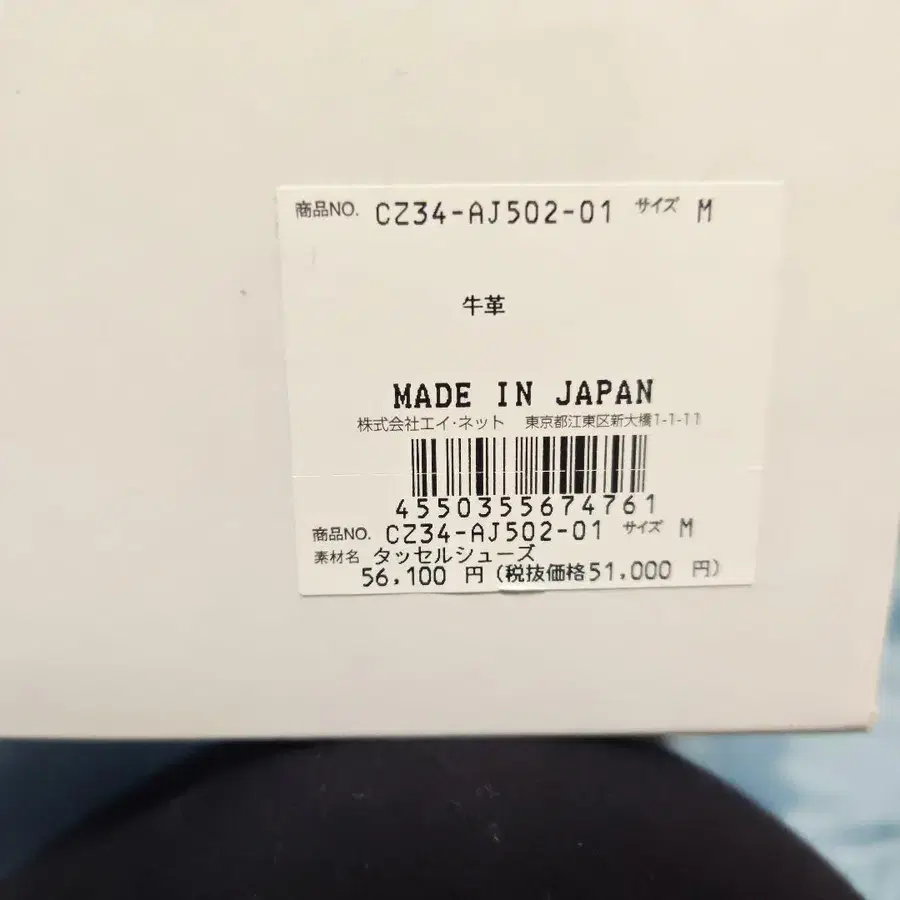 商品NO. CZ34-AJ502-01 サイズ M
牛革
MADE IN JAPAN
株式会社エイ・ネット 東京都江東区新大橋1-1-11
4550355674761
商品NO. CZ34-AJ502-01 サイズ M
素材名 タッセルシューズ
56,100 円(税抜価格51,000 円)